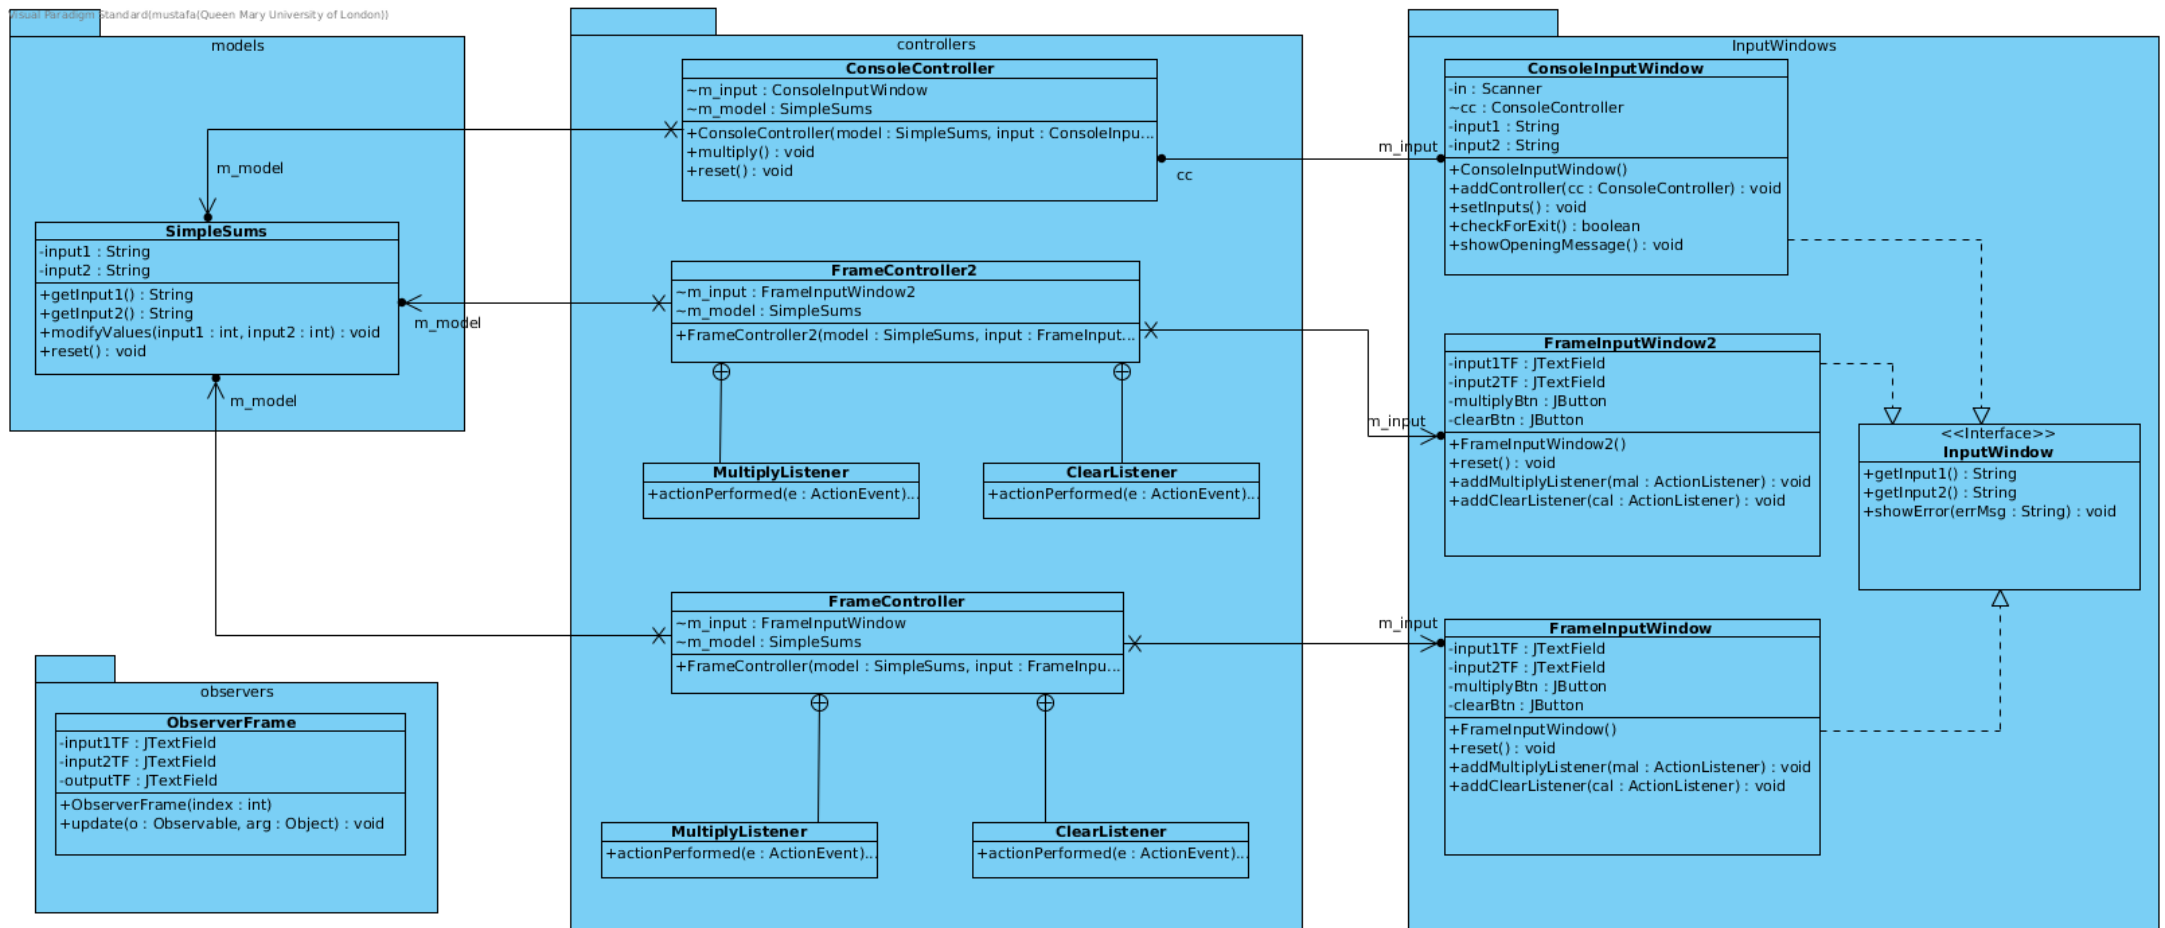 Visual Paradigm Standard(mustafa(Queen Mary University of London))
models
m_model
SimpleSums
-input1 : String
-input2 : String
+getInput1() : String
+getInput2() : String
+modifyValues(input1 : int, input2 : int) : void
+reset() : void
m_model
m_model
observers
ObserverFrame
-input1TF : JTextField
-input2TF : JTextField
-outputTF : JTextField
+ObserverFrame(index : int)
+update(o : Observable, arg : Object) : void
controllers
ConsoleController
~m_input : ConsoleInputWindow
~m_model : SimpleSums
+ConsoleController(model : SimpleSums, input : ConsoleInpu...
+multiply() : void
+reset() : void
cc
m_input
FrameController2
~m_input : FrameInputWindow2
~m_model : SimpleSums
+FrameController2(model : SimpleSums, input : FrameInput...
m_input
MultiplyListener
+actionPerformed(e : ActionEvent)...
ClearListener
+actionPerformed(e : ActionEvent)...
FrameController
~m_input : FrameInputWindow
~m_model : SimpleSums
+FrameController(model : SimpleSums, input : FrameInpu...
m_input
MultiplyListener
+actionPerformed(e : ActionEvent)...
ClearListener
+actionPerformed(e : ActionEvent)...
InputWindows
ConsoleInputWindow
-in : Scanner
~cc : ConsoleController
-input1 : String
-input2 : String
+ConsoleInputWindow()
+addController(cc : ConsoleController) : void
+setInputs() : void
+checkForExit() : boolean
+showOpeningMessage() : void
FrameInputWindow2
-input1TF : JTextField
-input2TF : JTextField
-multiplyBtn : JButton
-clearBtn : JButton
+FrameInputWindow2()
+reset() : void
+addMultiplyListener(mal : ActionListener) : void
+addClearListener(cal : ActionListener) : void
<<Interface>>
InputWindow
+getInput1() : String
+getInput2() : String
+showError(errMsg : String) : void
FrameInputWindow
-input1TF : JTextField
-input2TF : JTextField
-multiplyBtn : JButton
-clearBtn : JButton
+FrameInputWindow()
+reset() : void
+addMultiplyListener(mal : ActionListener) : void
+addClearListener(cal : ActionListener) : void